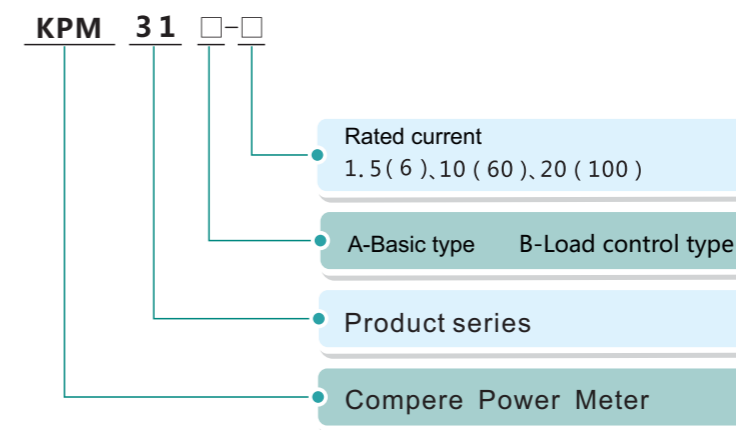 KPM 31 □-□
Rated current
1.5(6)、10(60)、20(100)
A-Basic type B-Load control type
Product series
Compere Power Meter